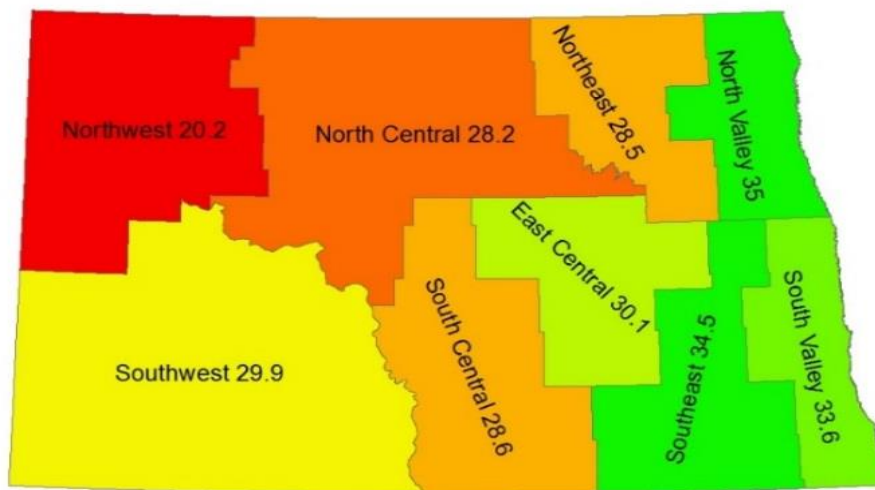 Northwest 20.2
North Central 28.2
Northeast 28.5
North Valley 35
Southwest 29.9
South Central 28.6
East Central 30.1
Southeast 34.5
South Valley 33.6